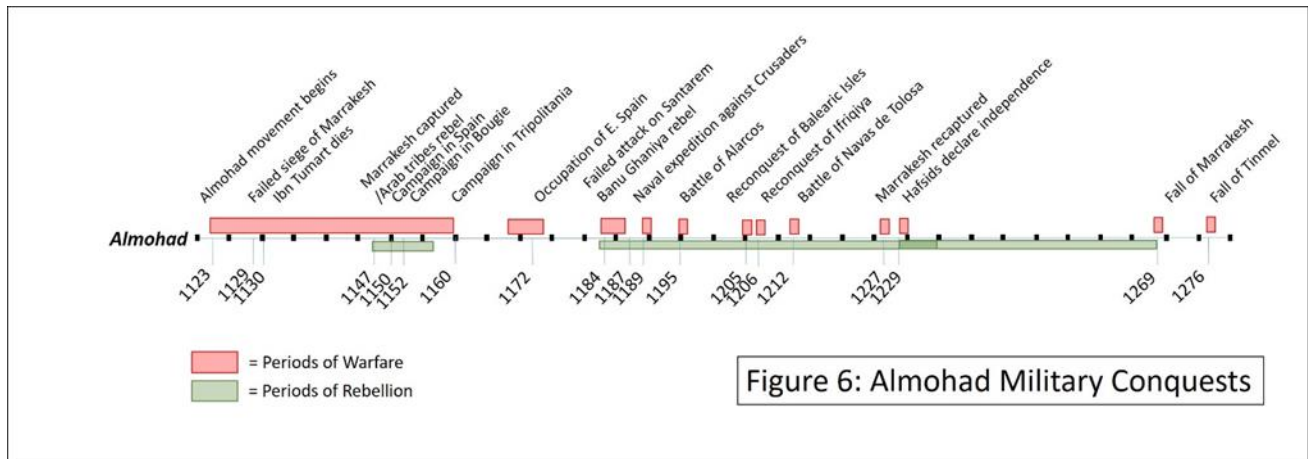 Almohad movement begins
Failed siege of Marrakesh
Ibn Tumart dies
Marrakesh captured
/Arab tribes rebel
Campaign in Spain
Campaign in Bougie
Campaign in Tripolitania
Occupation of E. Spain
Failed attack on Santarem
Banu Ghaniya rebel
Naval expedition against Crusaders
Battle of Alarcos
Reconquest of Balearic Isles
Reconquest of Ifriqiya
Battle of Navas de Tolosa
Marrakesh recaptured
Hafsids declare independence
Fall of Marrakesh
Fall of Tinmel
Almohad
1123
1129
1130
1147
1150
1152
1160
1172
1184
1187
1189
1195
1205
1206
1212
1227
1229
1269
1276
= Periods of Warfare
= Periods of Rebellion
Figure 6: Almohad Military Conquests